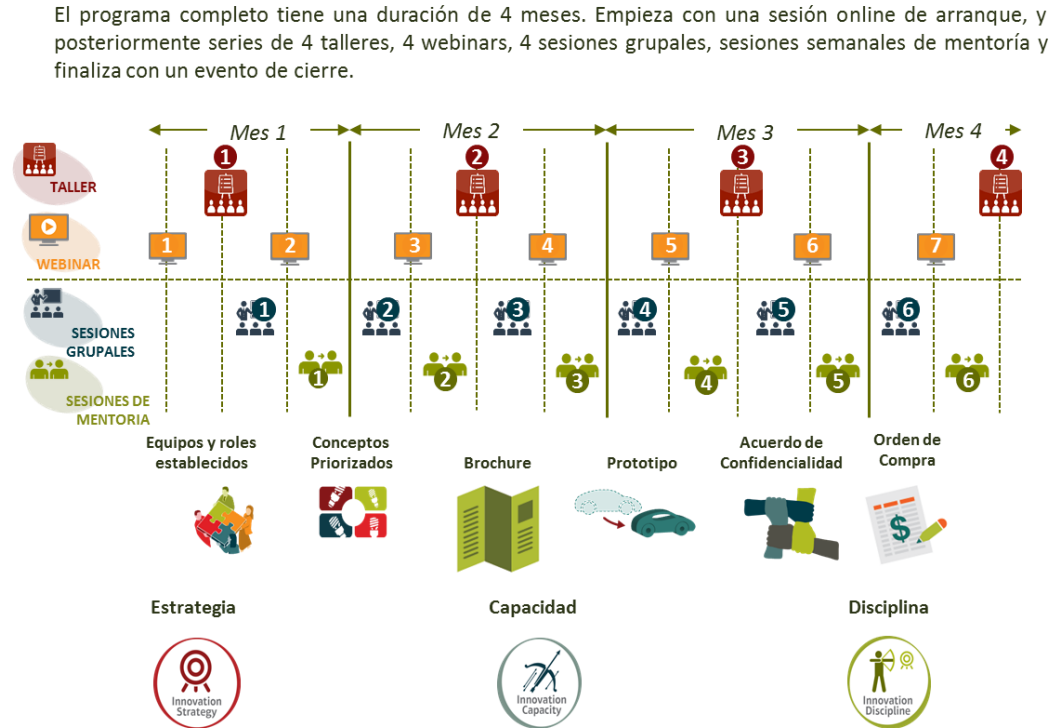 El programa completo tiene una duración de 4 meses. Empieza con una sesión online de arranque, y
posteriormente series de 4 talleres, 4 webinars, 4 sesiones grupales, sesiones semanales de mentoría y
finaliza con un evento de cierre.
Mes 1 Mes 2 Mes 3 Mes 4
1 2 3 4
TALLER
1 2 3 4 5 6 7
WEBINAR
1 2 3 4 5 6
SESIONES
GRUPALES
1 2 3 4 5 6
SESIONES DE
MENTORIA
Equipos y roles
establecidos
Conceptos
Priorizados
Brochure
Prototipo
Acuerdo de
Confidencialidad
Orden de
Compra
$
Estrategia
Capacidad
Disciplina
Innovation
Strategy
Innovation
Capacity
Innovation
Discipline